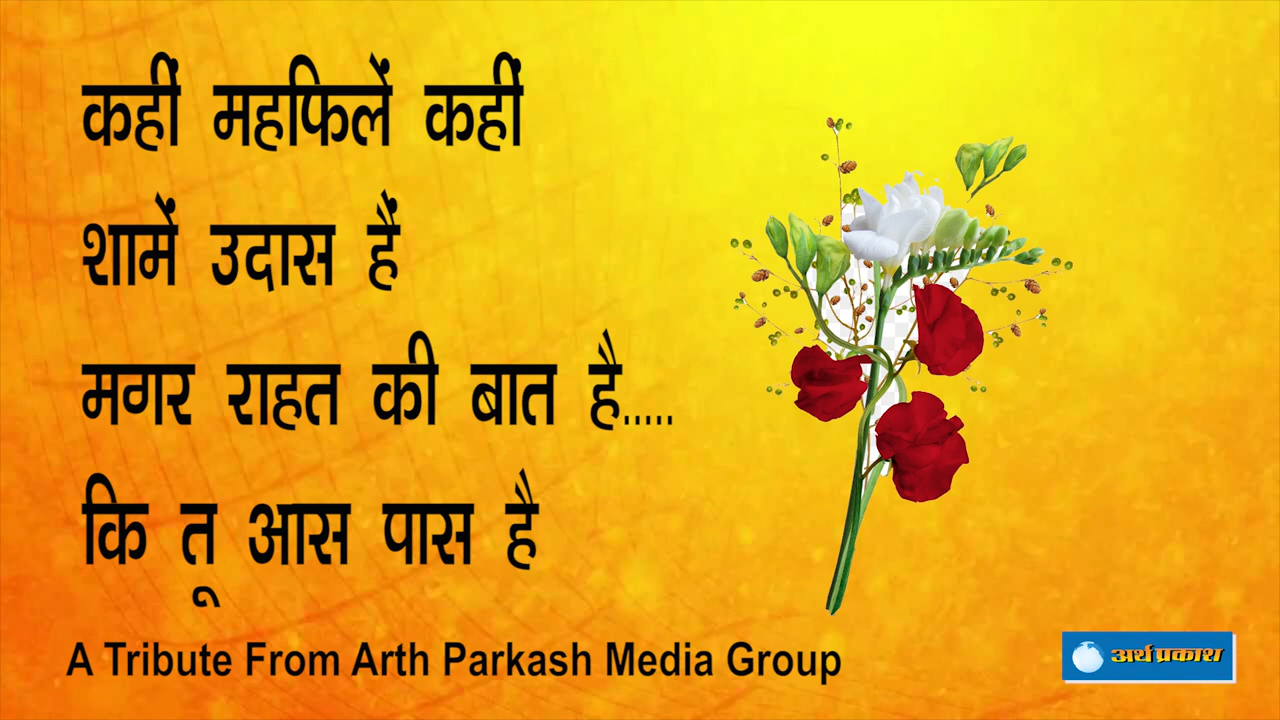 कहीं महफिलें कहीं
शामें उदास हैं
मगर राहत की बात है.....
कि तू आस पास है
A Tribute From Arth Parkash Media Group
अर्थ प्रकाश